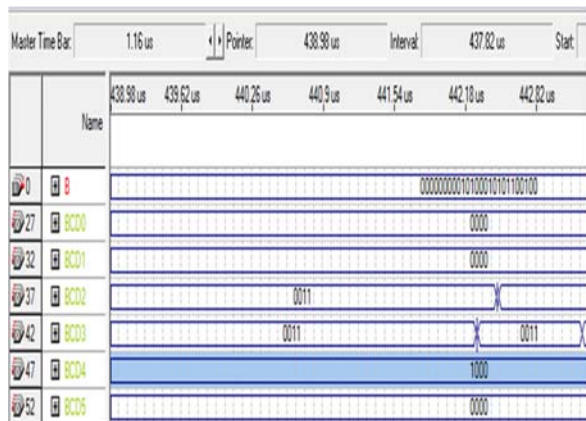 Master Time Bar: 1.16 us Pointer: 438.98 us Interval: 437.82 us Start:
438.98 us 439.62 us 440.26 us 440.9 us 441.54 us 442.18 us 442.82 us
Name
0 B
27 BCD0 0000
32 BCD1 0000
37 BCD2 0011
42 BCD3 0011 0011
47 BCD4 1000
52 BCD5 0000